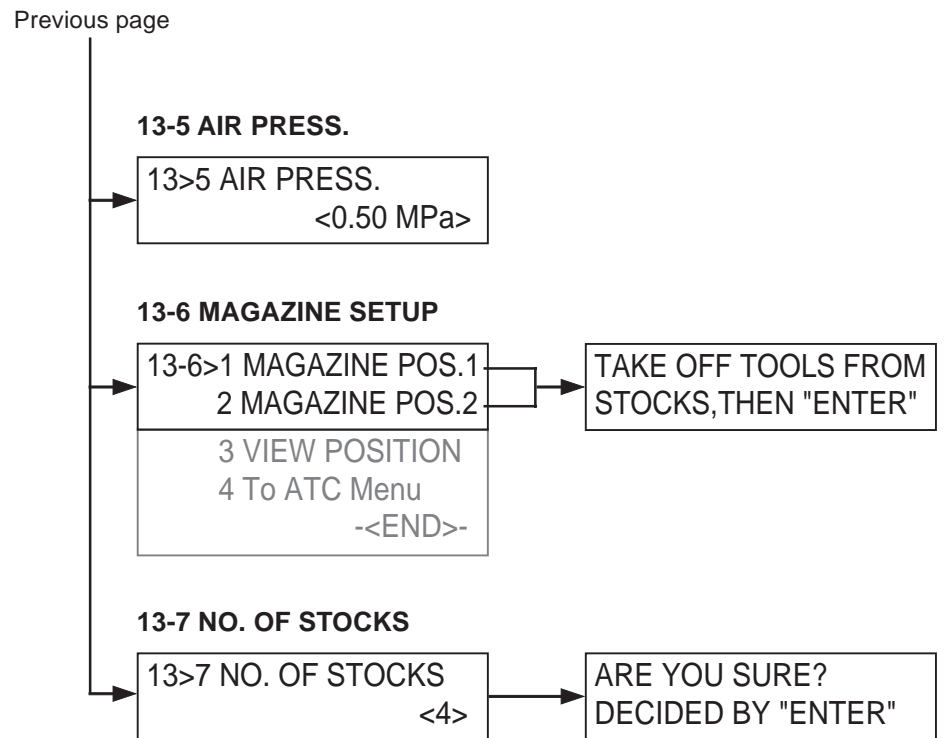 Previous page
13-5 AIR PRESS.
13>5 AIR PRESS.
<0.50 MPa>
13-6 MAGAZINE SETUP
13-6>1 MAGAZINE POS.1
2 MAGAZINE POS.2
3 VIEW POSITION
4 To ATC Menu
-<END>-
TAKE OFF TOOLS FROM
STOCKS,THEN "ENTER"
13-7 NO. OF STOCKS
13>7 NO. OF STOCKS
<4>
ARE YOU SURE?
DECIDED BY "ENTER"